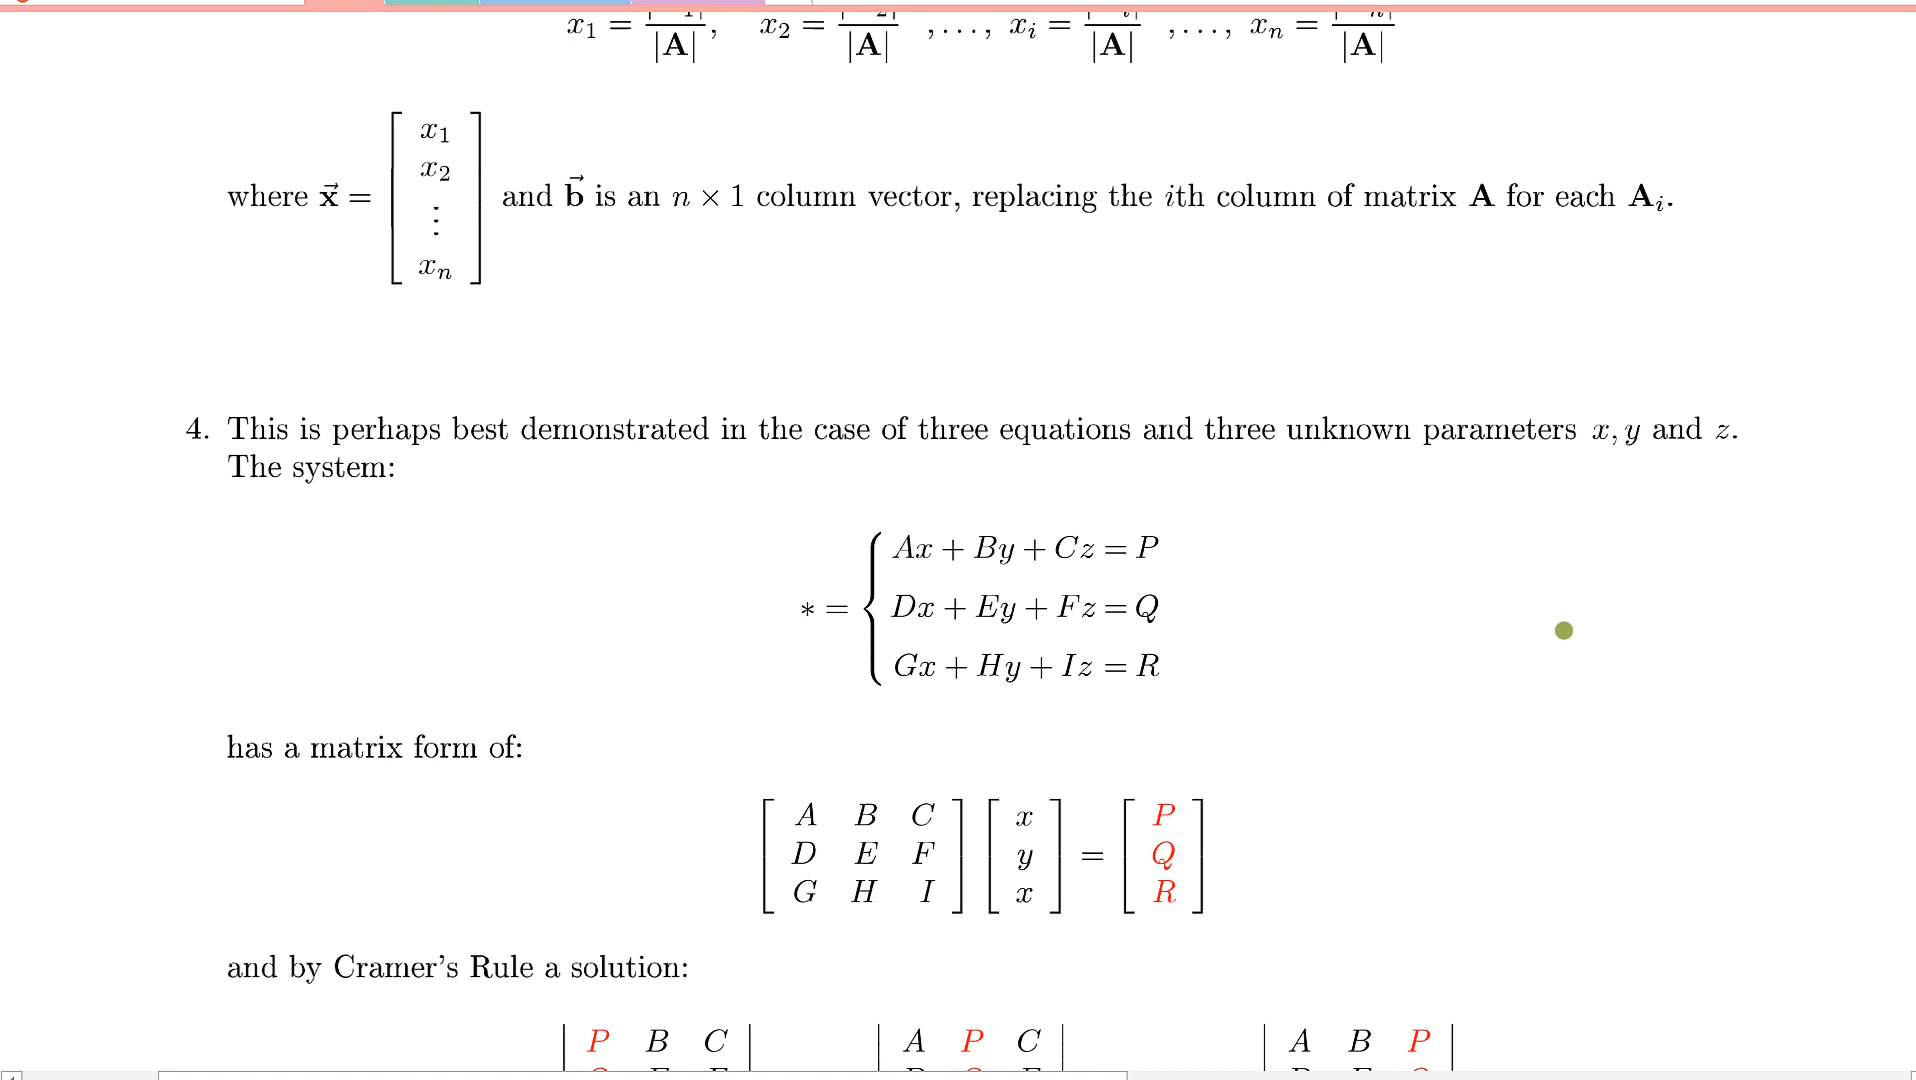 x₁ = |A|, x₂ = |A| , . . . , xᵢ = |A| , . . . , xₙ = |A|
x₁
x₂
⋮
xₙ
where x⃗ = and b⃗ is an n × 1 column vector, replacing the ith column of matrix A for each Aᵢ.
4. This is perhaps best demonstrated in the case of three equations and three unknown parameters x, y and z.
The system:
Ax + By + Cz = P
∗ = { Dx + Ey + Fz = Q
Gx + Hy + Iz = R
has a matrix form of:
[ A B C ] [ x ] [ P ]
[ D E F ] [ y ] = [ Q ]
[ G H I ] [ x ] [ R ]
and by Cramer's Rule a solution:
| P B C | | A P C | | A B P |